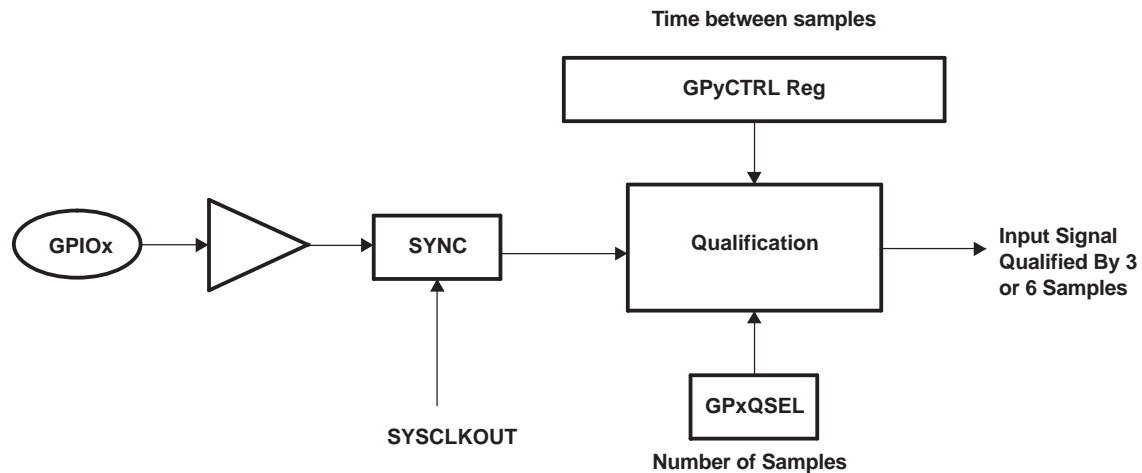 Time between samples
GPyCTRL Reg
GPIOx
SYNC
Qualification
Input Signal
Qualified By 3
or 6 Samples
GPxQSEL
SYSCLKOUT
Number of Samples